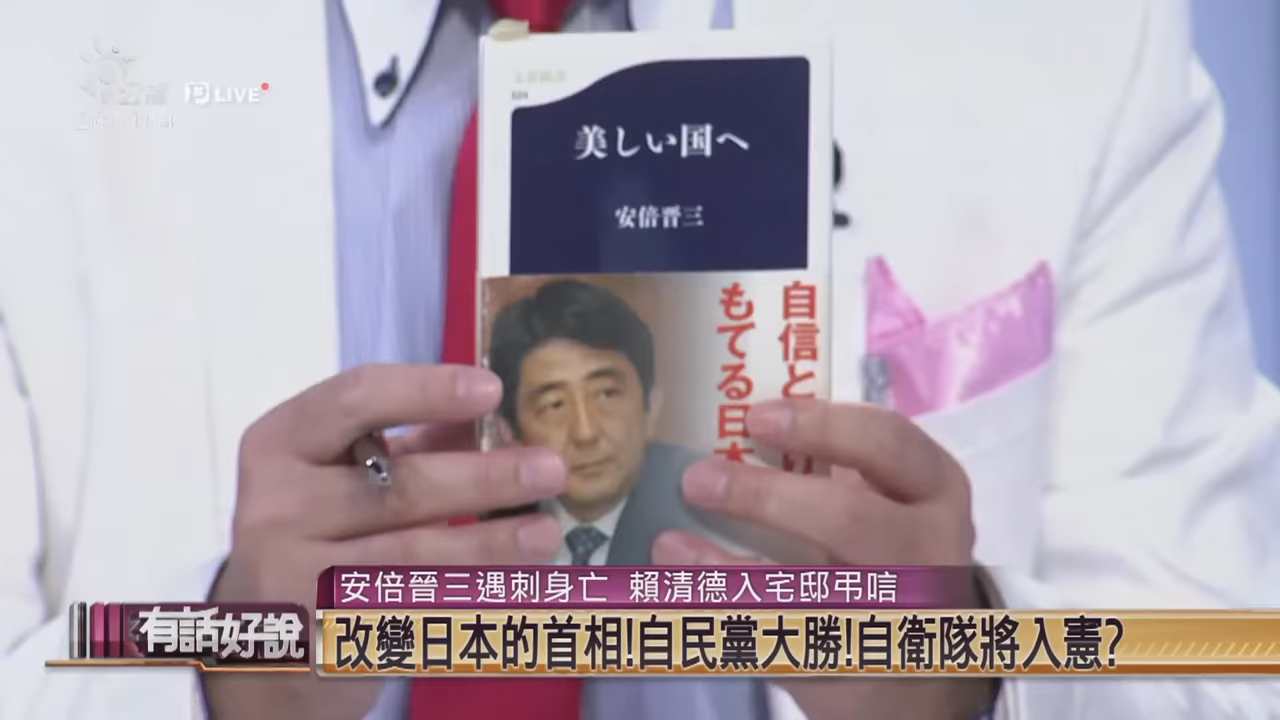 LIVE
美しい国へ
安倍晋三
自信と
もてる日本
安倍晉三遇刺身亡 賴清德入宅邸弔唁
有話好說
改變日本的首相!自民黨大勝!自衛隊將入憲?